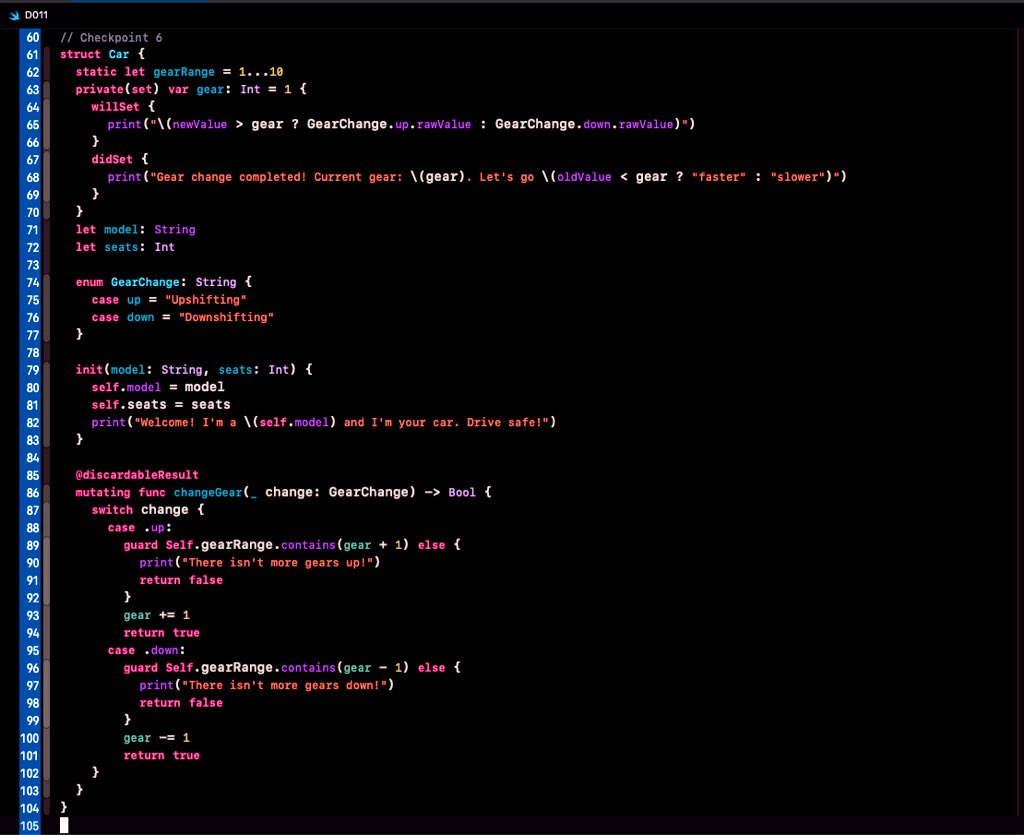 D011
60 // Checkpoint 6
61 struct Car {
62 static let gearRange = 1...10
63 private(set) var gear: Int = 1 {
64 willSet {
65 print("\(newValue > gear ? GearChange.up.rawValue : GearChange.down.rawValue)")
66 }
67 didSet {
68 print("Gear change completed! Current gear: \(gear). Let's go \(oldValue < gear ? "faster" : "slower")")
69 }
70 }
71 let model: String
72 let seats: Int
73
74 enum GearChange: String {
75 case up = "Upshifting"
76 case down = "Downshifting"
77 }
78
79 init(model: String, seats: Int) {
80 self.model = model
81 self.seats = seats
82 print("Welcome! I'm a \(self.model) and I'm your car. Drive safe!")
83 }
84
85 @discardableResult
86 mutating func changeGear(_ change: GearChange) -> Bool {
87 switch change {
88 case .up:
89 guard Self.gearRange.contains(gear + 1) else {
90 print("There isn't more gears up!")
91 return false
92 }
93 gear += 1
94 return true
95 case .down:
96 guard Self.gearRange.contains(gear - 1) else {
97 print("There isn't more gears down!")
98 return false
99 }
100 gear -= 1
101 return true
102 }
103 }
104 }
105